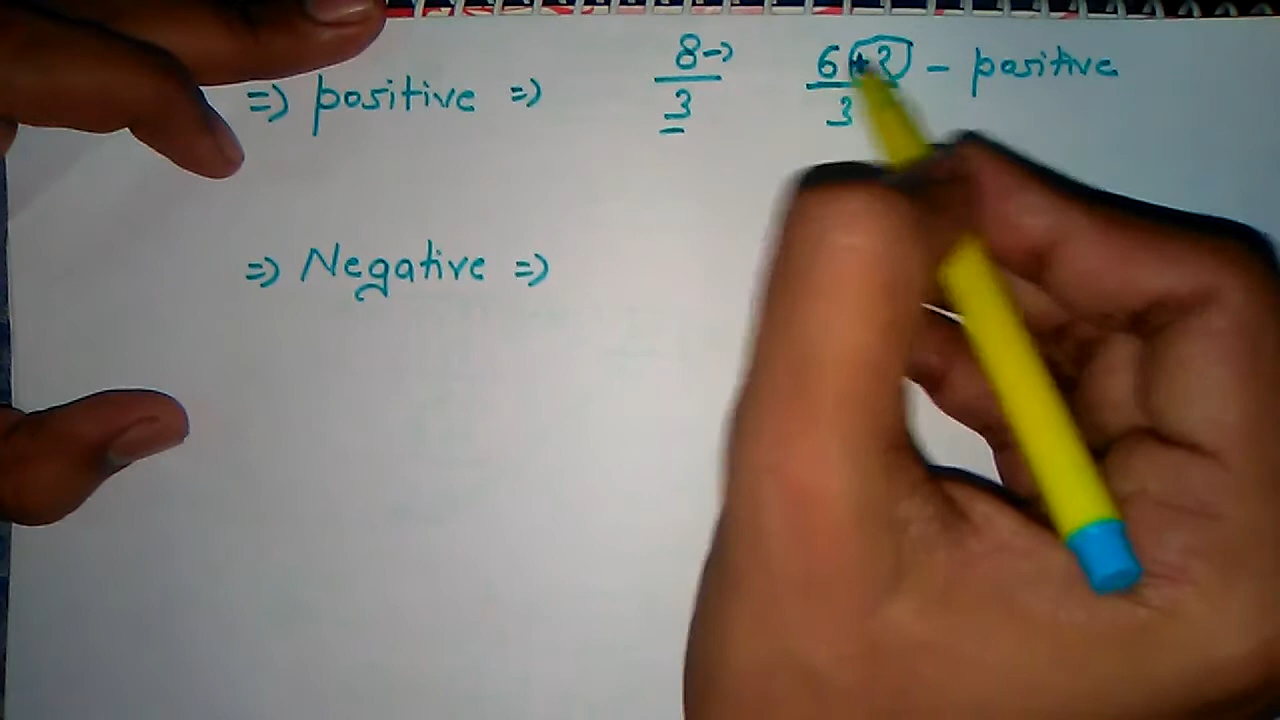 =) positive =) 8-> 6+2 - positive
3 3
=) Negative =)